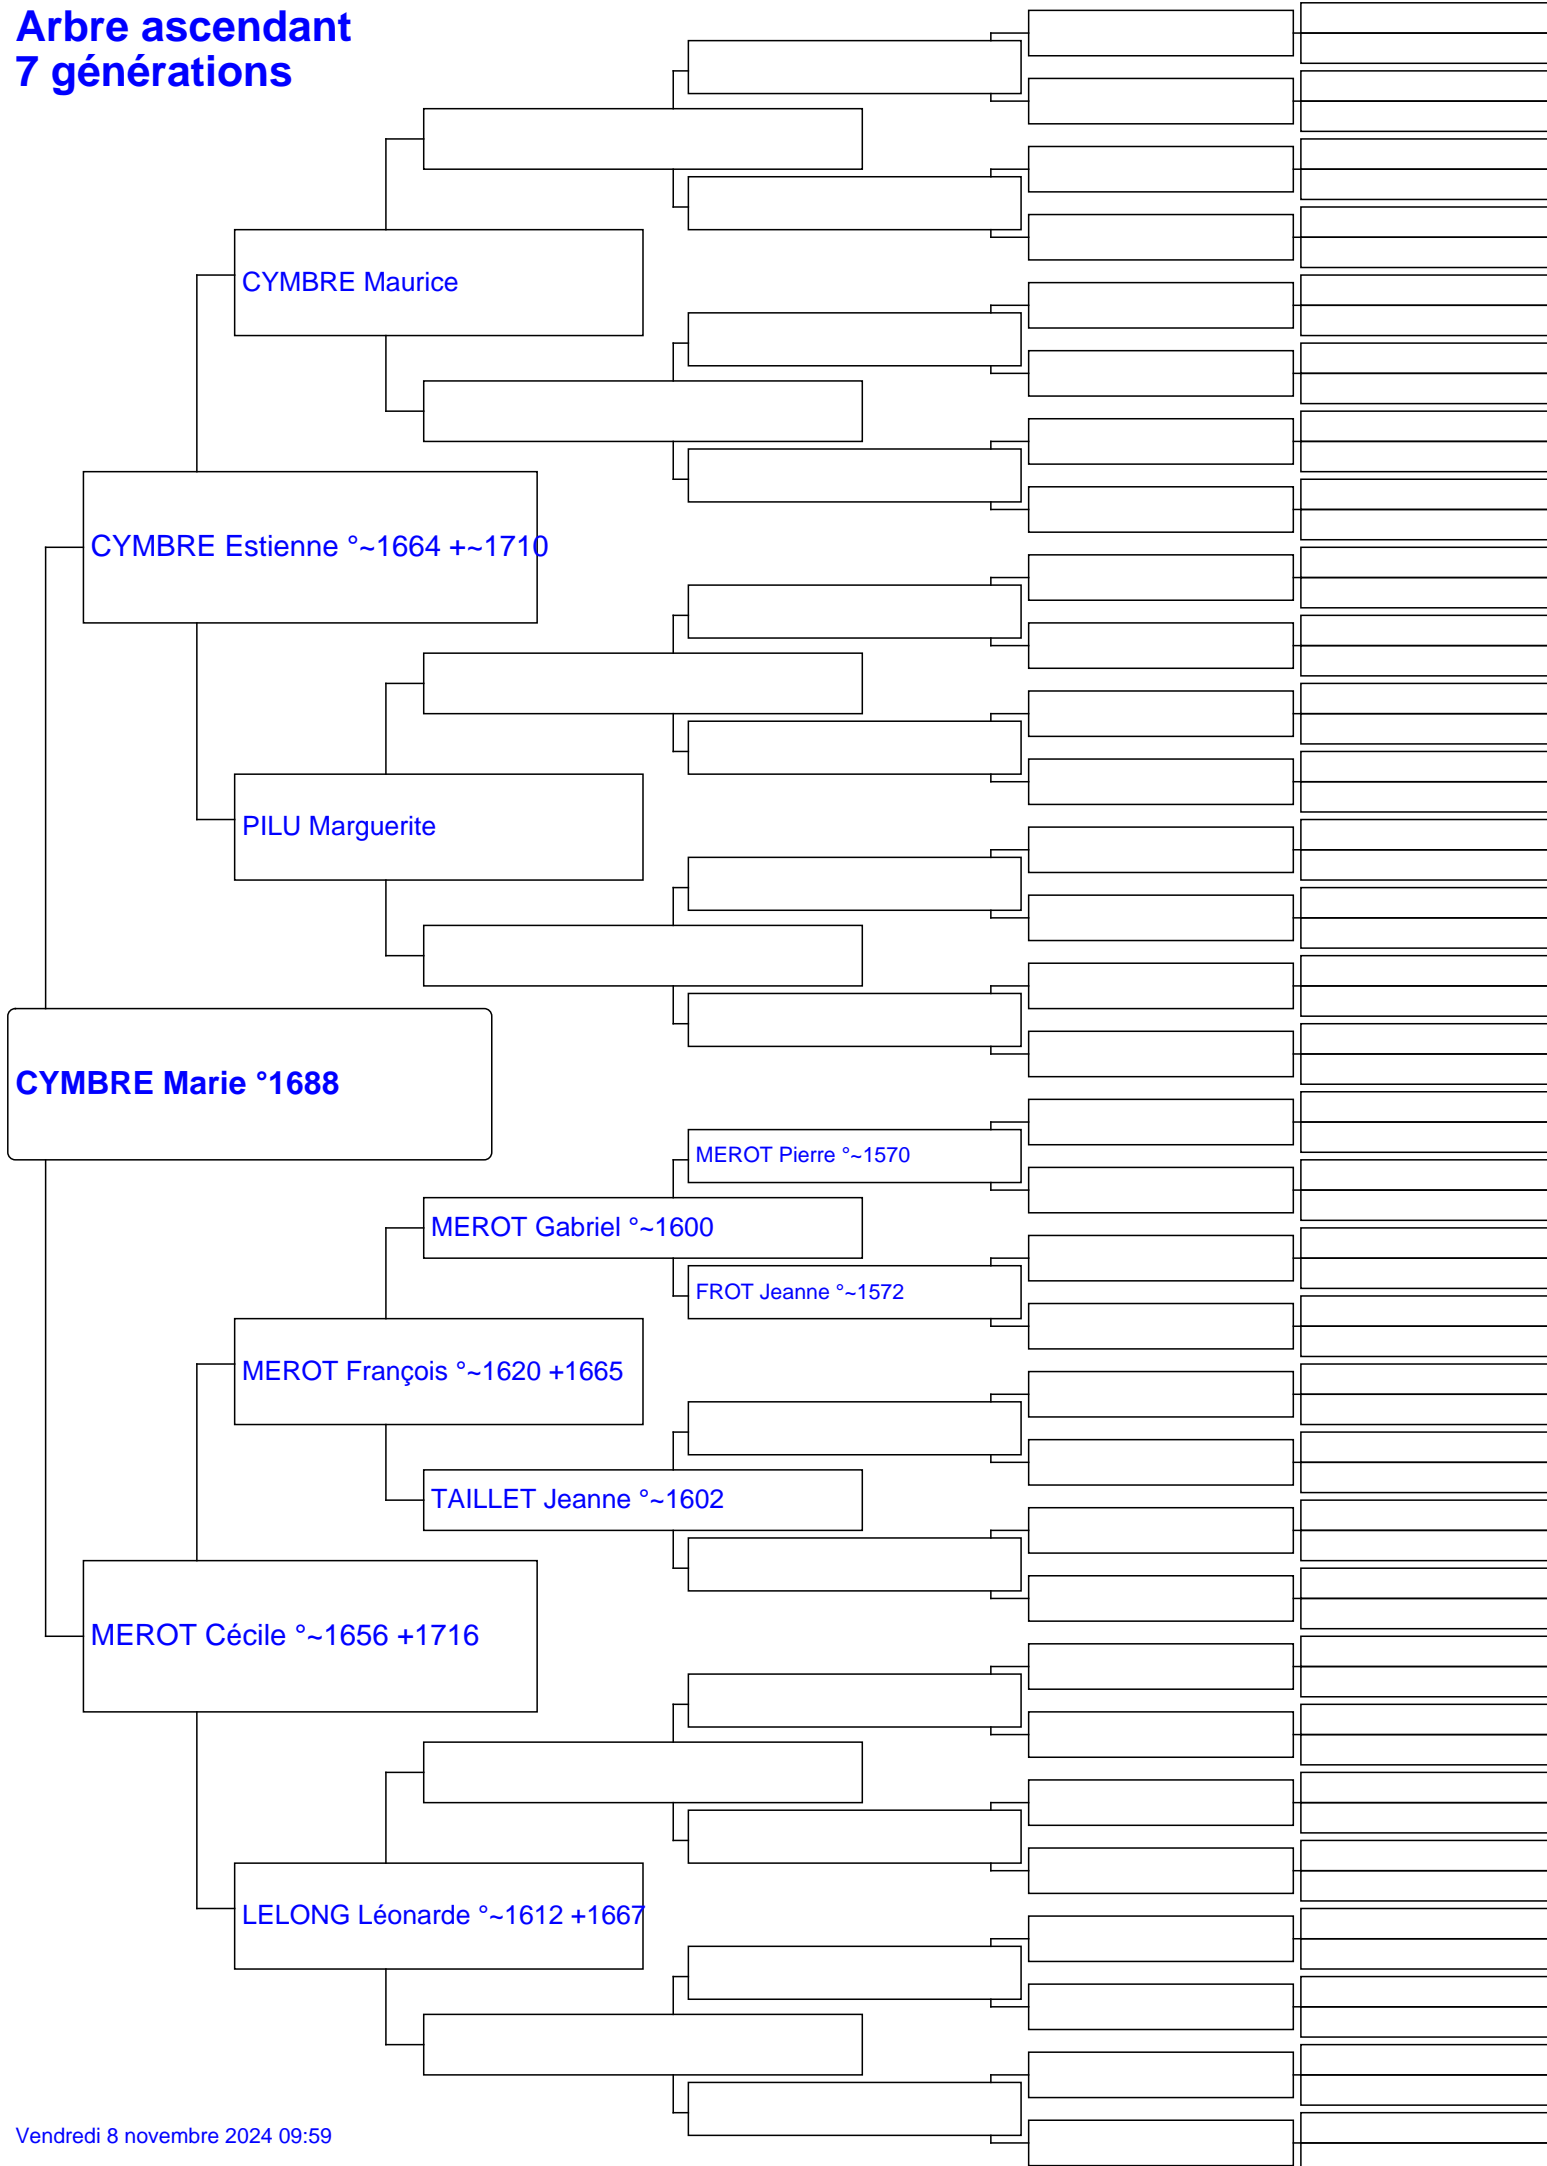 Arbre ascendant
7 générations
CYMBRE Maurice
CYMBRE Estienne °~1664 +~1710
PILU Marguerite
CYMBRE Marie °1688
MEROT Pierre °~1570
MEROT Gabriel °~1600
FROT Jeanne °~1572
MEROT François °~1620 +1665
TAILLET Jeanne °~1602
MEROT Cécile °~1656 +1716
LELONG Léonarde °~1612 +1667
Vendredi 8 novembre 2024 09:59